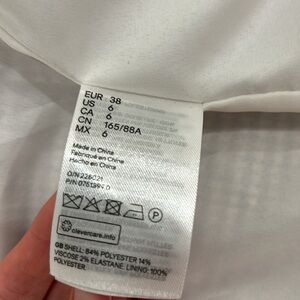 EUR 38
US 6
CA 6
CN 165/88A
MX 6
Made in China
Fabriqué en Chine
Hecho en China
O/N 228021
P
clevercare.info
GB SHELL: 84% POLYESTER 14%
VISCOSE 2% ELASTANE, LINING: 100%
POLYESTER.